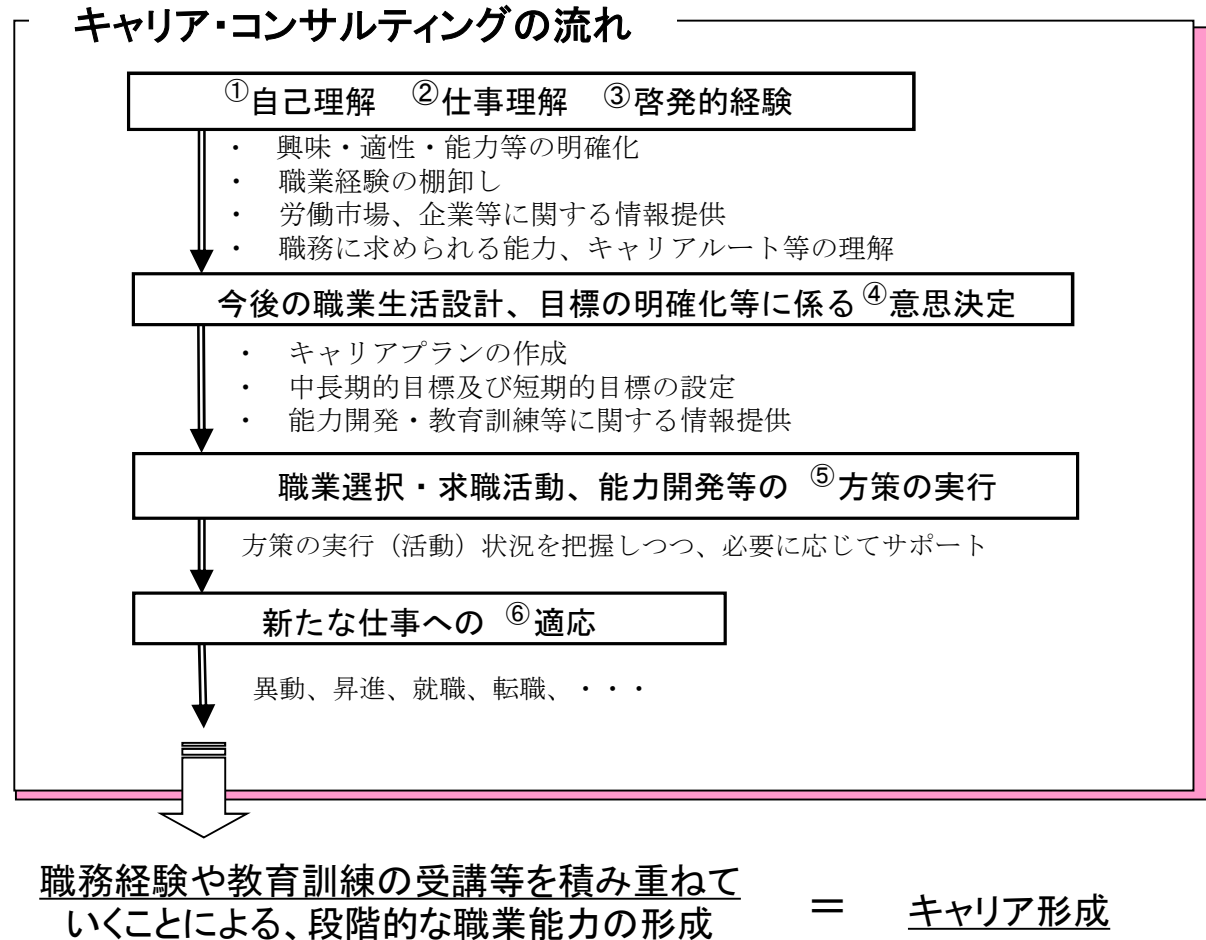 キャリア・コンサルティングの流れ
①自己理解 ②仕事理解 ③啓発的経験
・ 興味・適性・能力等の明確化
・ 職業経験の棚卸し
・ 労働市場、企業等に関する情報提供
・ 職務に求められる能力、キャリアルート等の理解
今後の職業生活設計、目標の明確化等に係る④意思決定
・ キャリアプランの作成
・ 中長期的目標及び短期的目標の設定
・ 能力開発・教育訓練等に関する情報提供
職業選択・求職活動、能力開発等の ⑤方策の実行
方策の実行（活動）状況を把握しつつ、必要に応じてサポート
新たな仕事への ⑥適応
異動、昇進、就職、転職、・・・
職務経験や教育訓練の受講等を積み重ねて
いくことによる、段階的な職業能力の形成 ＝ キャリア形成